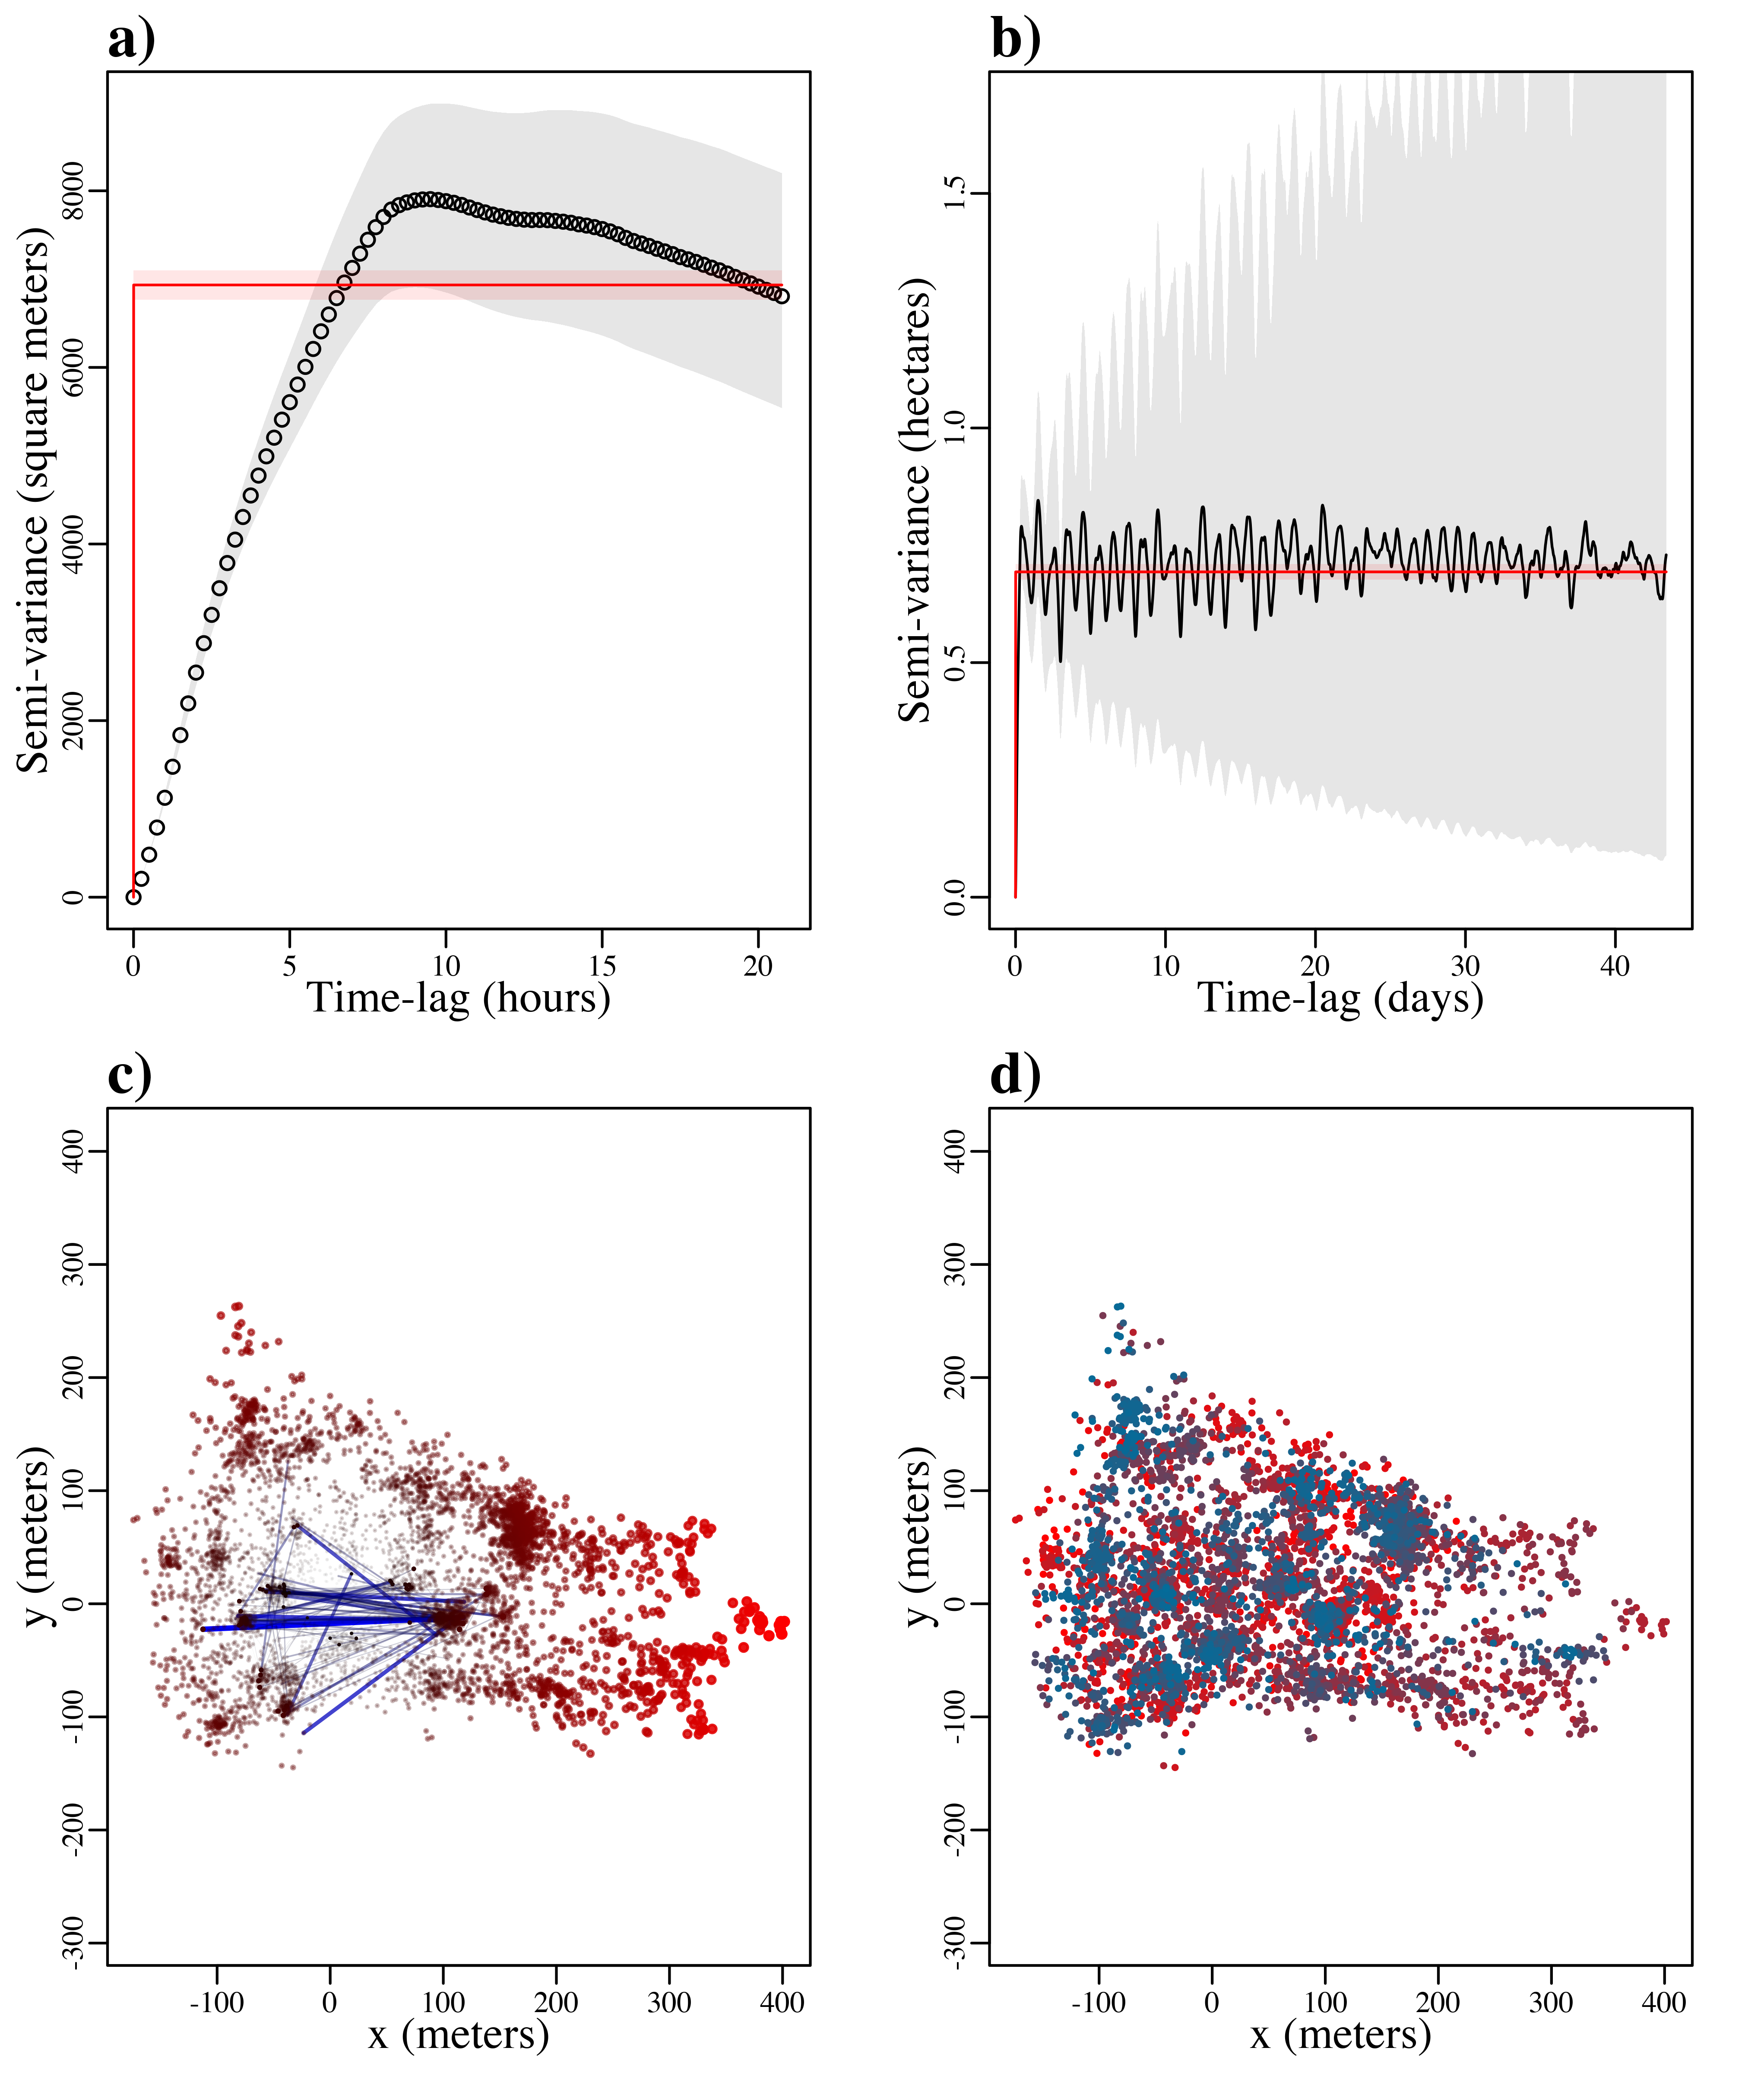 a)
Semi-variance (square meters)
0 2000 4000 6000 8000
0 5 10 15 20
Time-lag (hours)
b)
Semi-variance (hectares)
0.0 0.5 1.0 1.5
0 10 20 30 40
Time-lag (days)
c)
y (meters)
-300 -200 -100 0 100 200 300 400
-100 0 100 200 300 400
x (meters)
d)
y (meters)
-300 -200 -100 0 100 200 300 400
-100 0 100 200 300 400
x (meters)